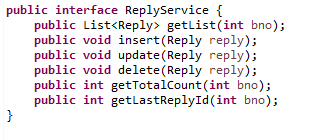 public interface ReplyService {
    public List<Reply> getList(int bno);
    public void insert(Reply reply);
    public void update(Reply reply);
    public void delete(Reply reply);
    public int getTotalCount(int bno);
    public int getLastReplyId(int bno);
}